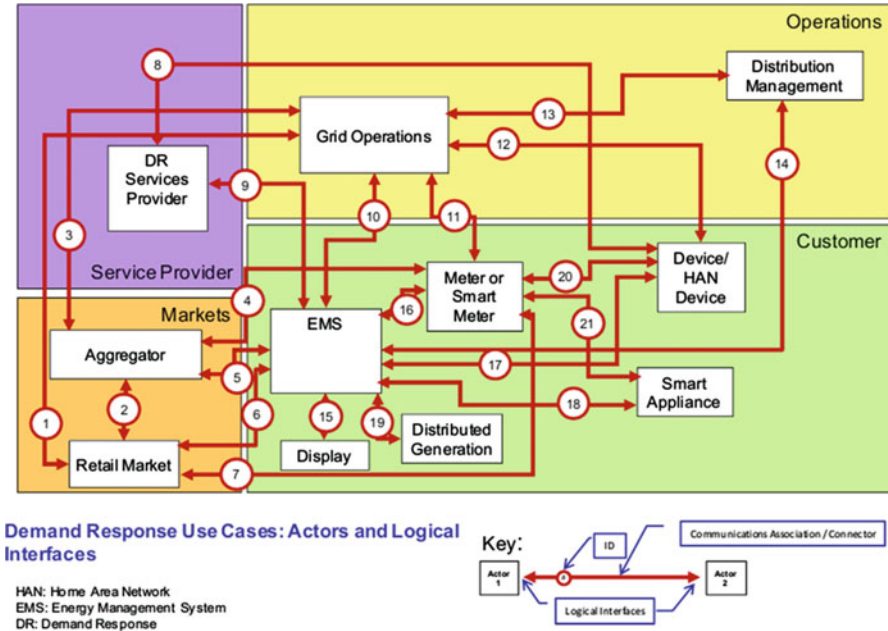 Operations
8
Distribution
Management
3
13
Grid Operations
12
1
14
DR
Services
Provider
9
10
11
Service Provider
Customer
Meter or
Smart
Meter
20
Device/
HAN
Device
4
Markets
EMS
16
21
Aggregator
5
17
2
6
15
19
18
Smart
Appliance
Retail Market
7
Display
Distributed
Generation
Demand Response Use Cases: Actors and Logical
Interfaces
HAN: Home Area Network
EMS: Energy Management System
DR: Demand Response
Key:
ID
Communications Association / Connector
Actor
1
#
Actor
2
Logical Interfaces